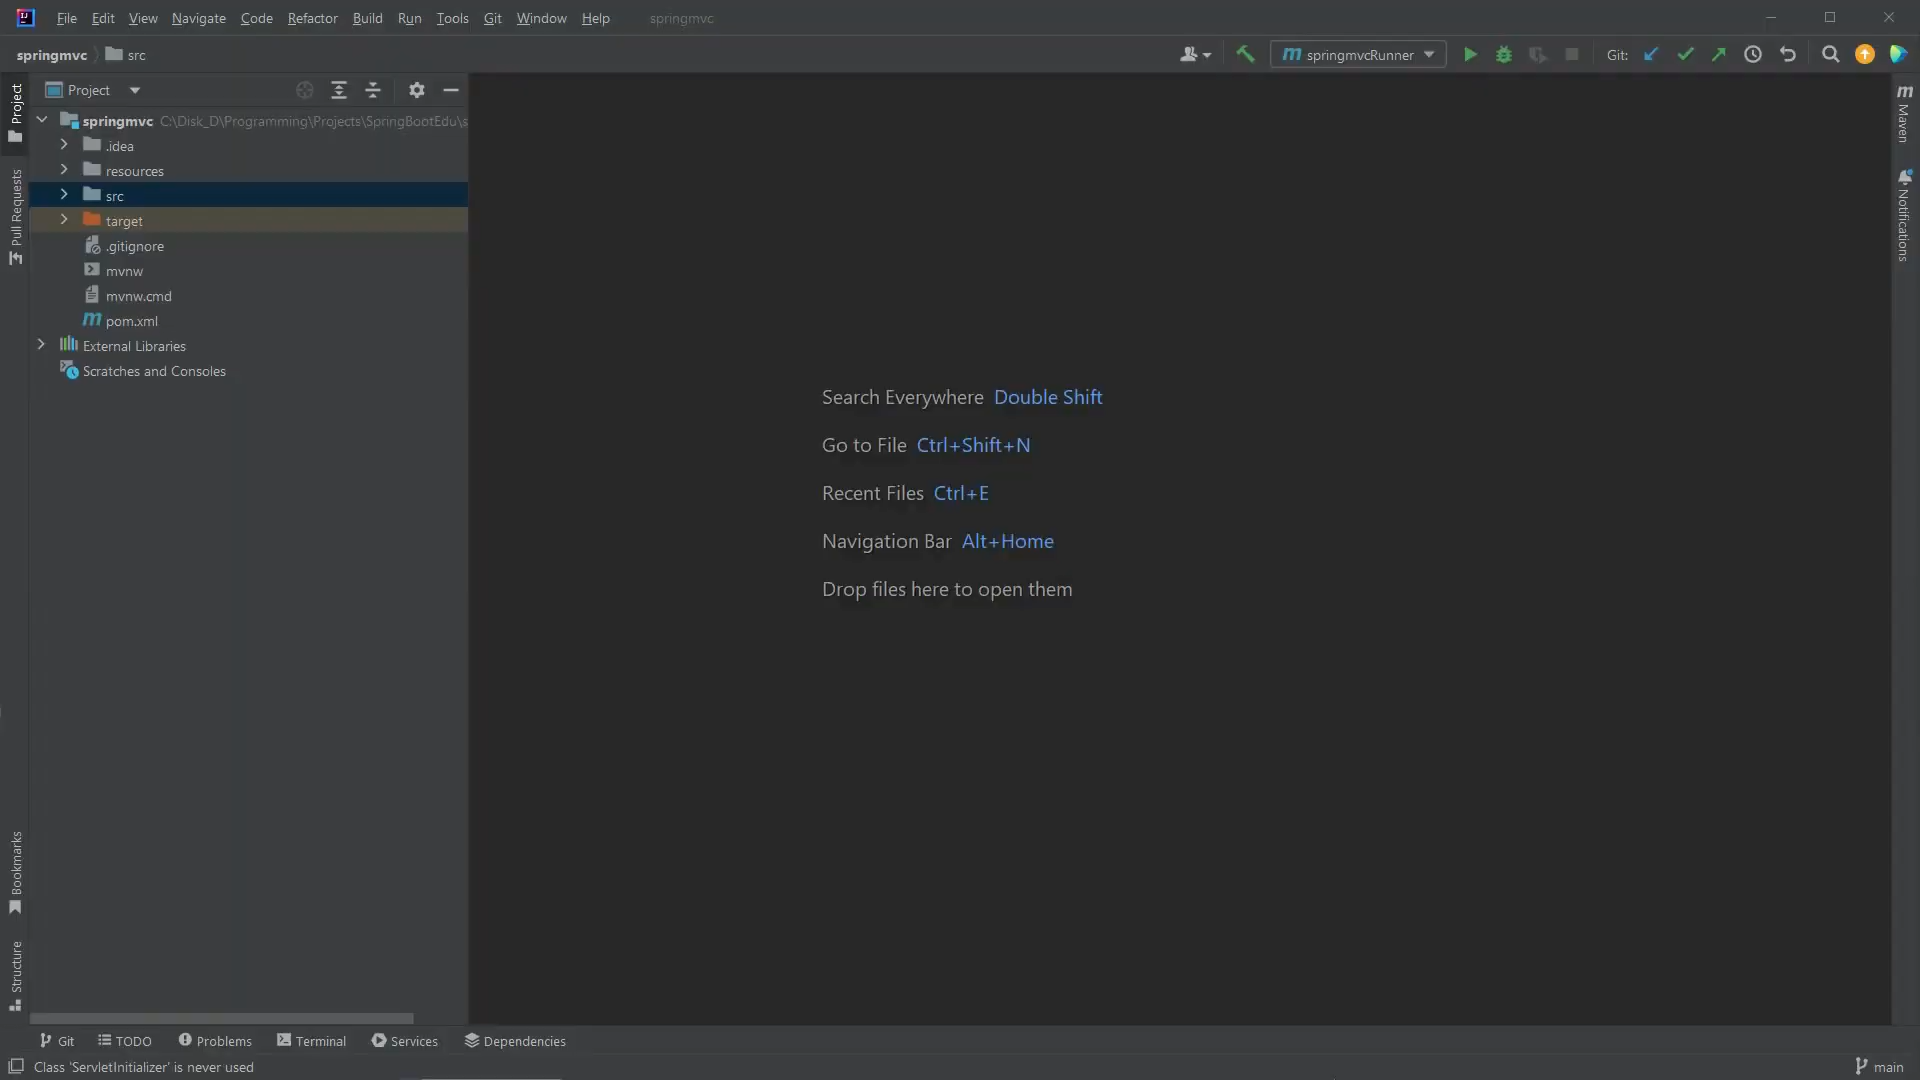 File Edit View Navigate Code Refactor Build Run Tools Git Window Help springmvc
springmvc src
springmvcRunner Git:
Project
Project
Pull Requests
Bookmarks
Structure
springmvc C:\Disk_D\Programming\Projects\SpringBootEdu\s
.idea
resources
src
target
.gitignore
mvnw
mvnw.cmd
pom.xml
External Libraries
Scratches and Consoles
Search Everywhere Double Shift
Go to File Ctrl+Shift+N
Recent Files Ctrl+E
Navigation Bar Alt+Home
Drop files here to open them
Maven
Notifications
Git TODO Problems Terminal Services Dependencies
Class 'ServletInitializer' is never used
main